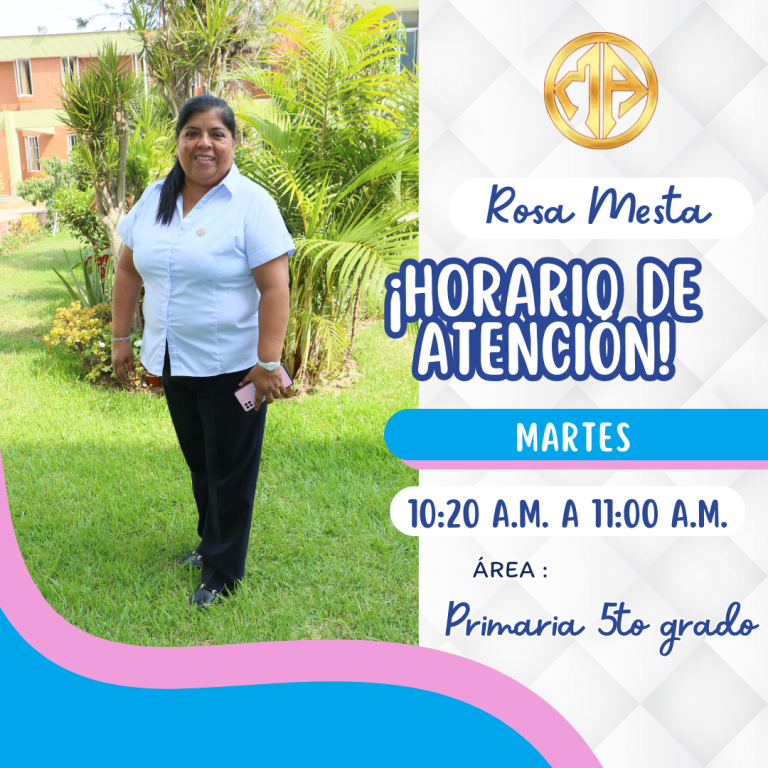 Rosa Mesta
¡HORARIO DE
ATENCIÓN!
MARTES
10:20 A.M. A 11:00 A.M.
ÁREA :
Primaria 5to grado